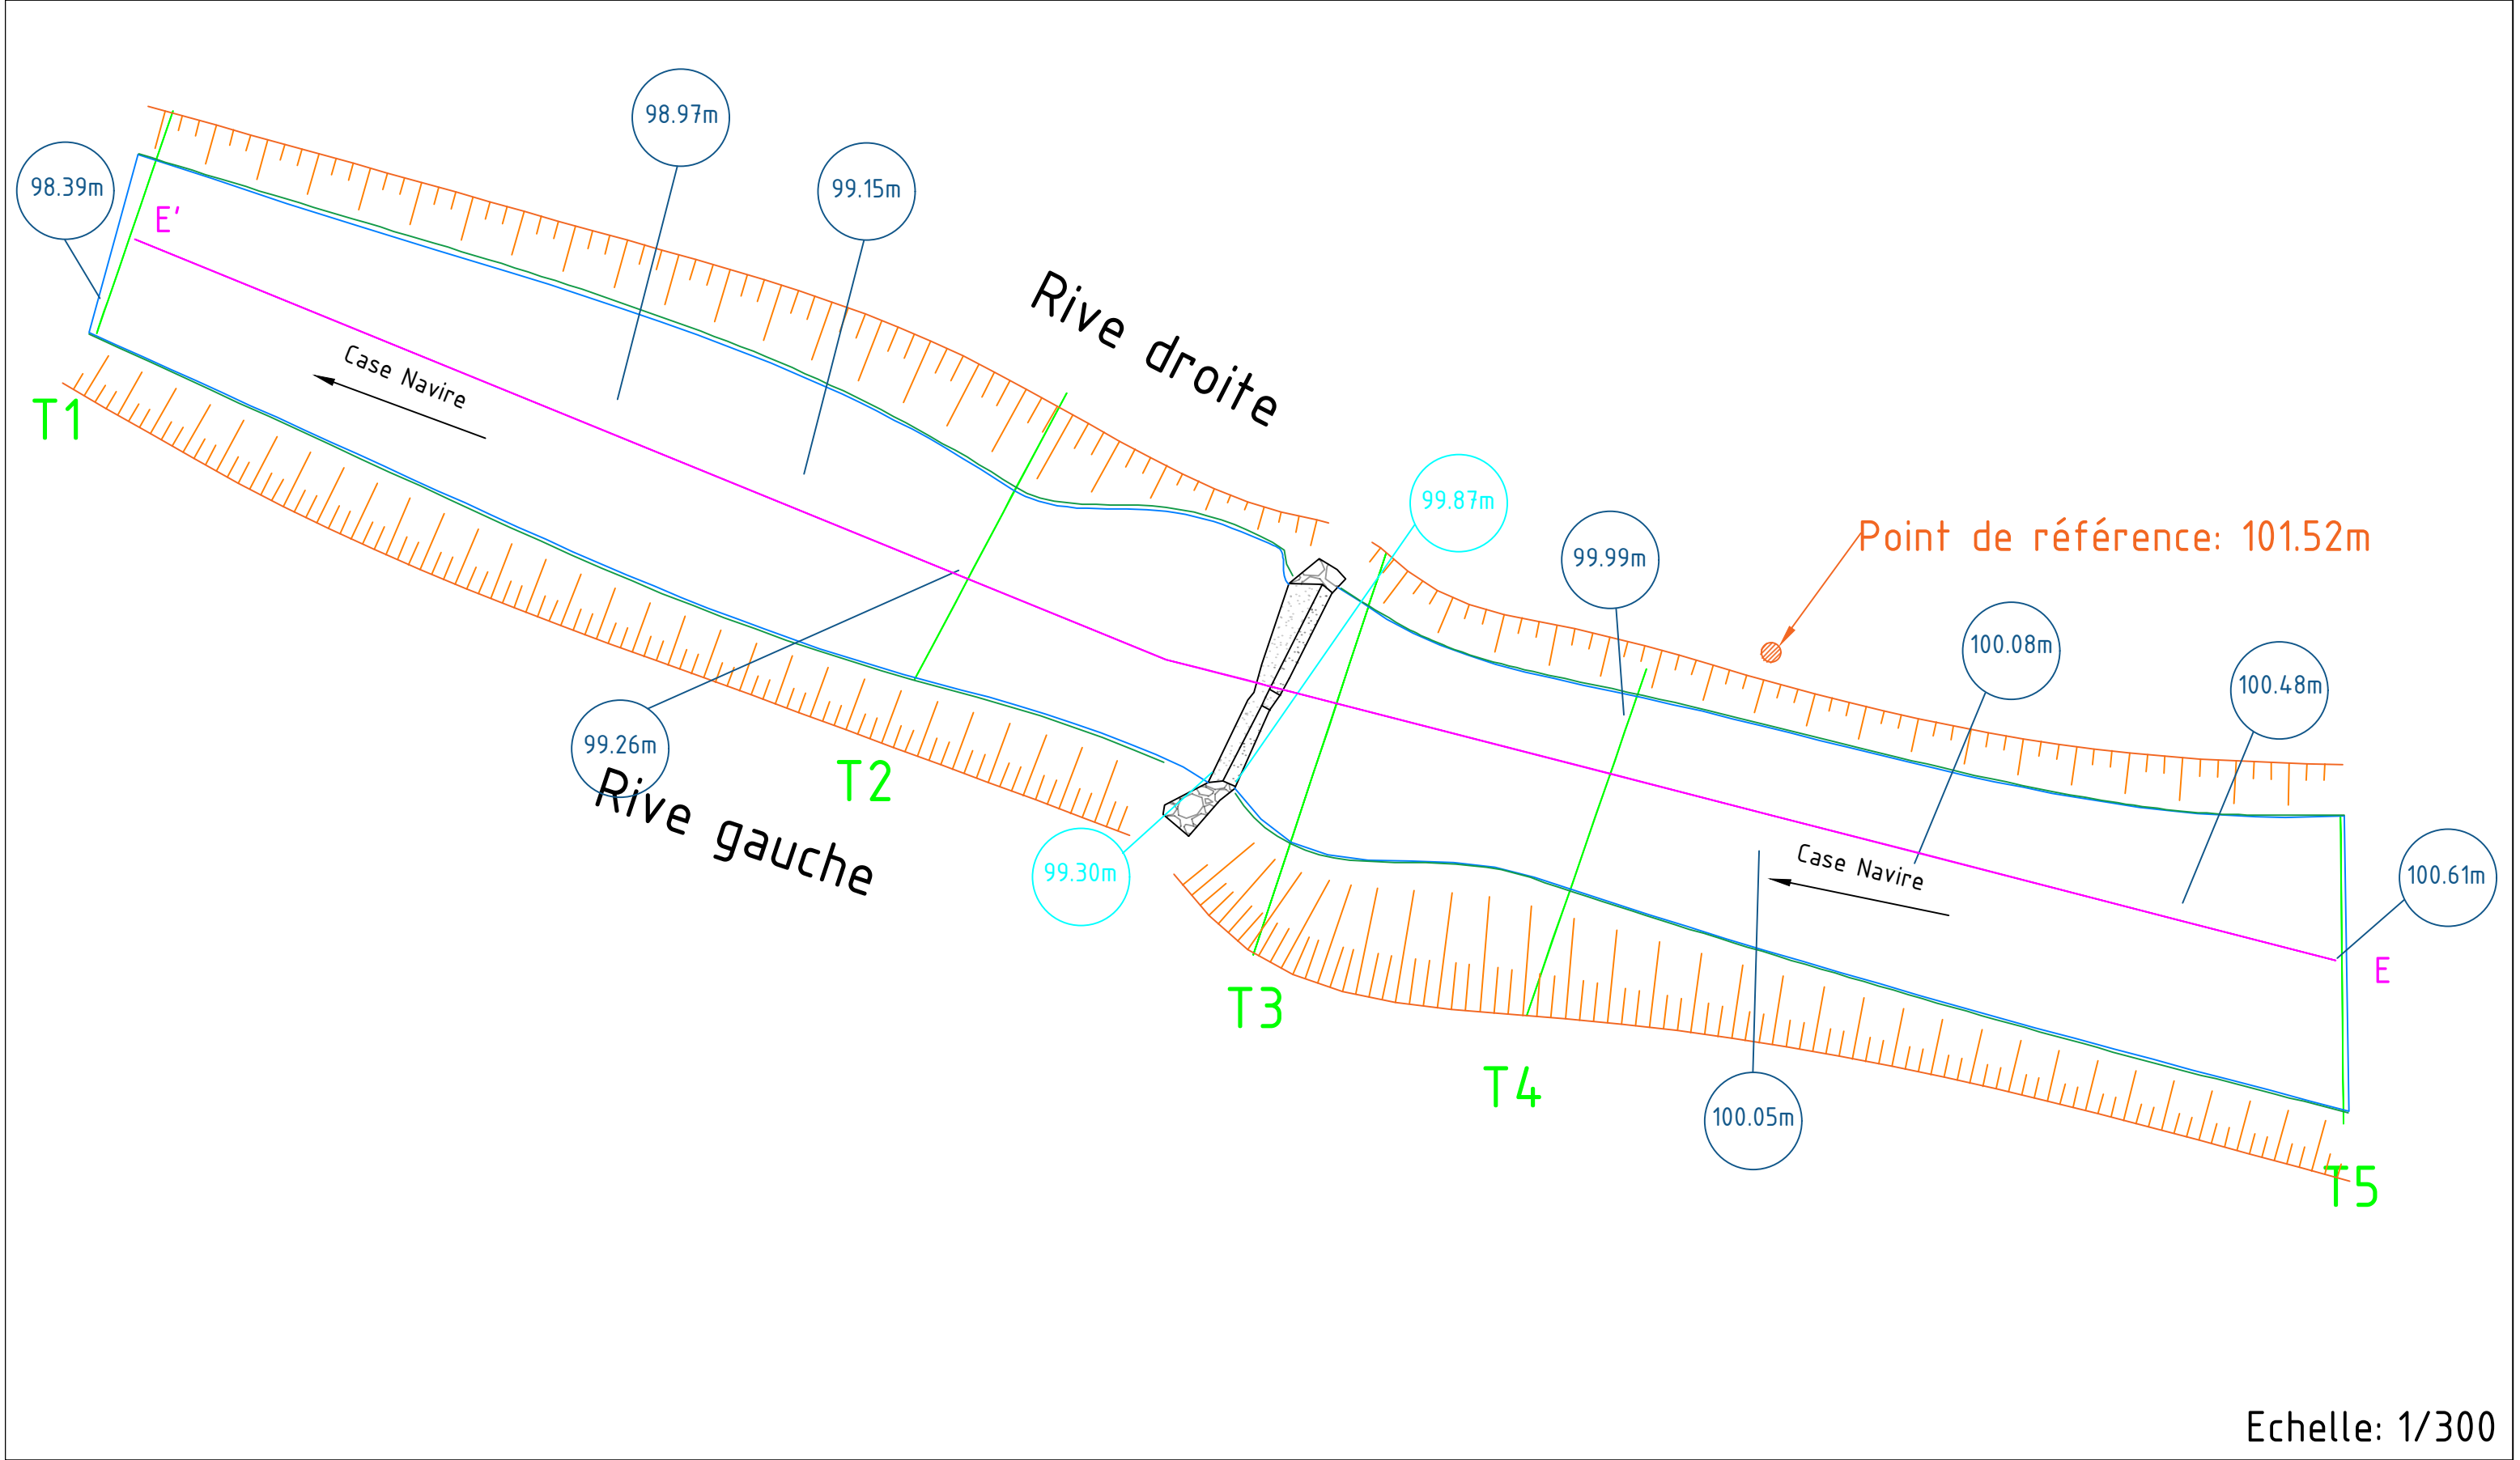 98.97m
98.39m
99.15m
E'
Rive droite
Case Navire
T1
99.87m
99.99m
Point de référence: 101.52m
100.08m
100.48m
99.26m
T2
Rive gauche
99.30m
Case Navire
100.61m
E
T3
T4
100.05m
T5
Echelle: 1/300